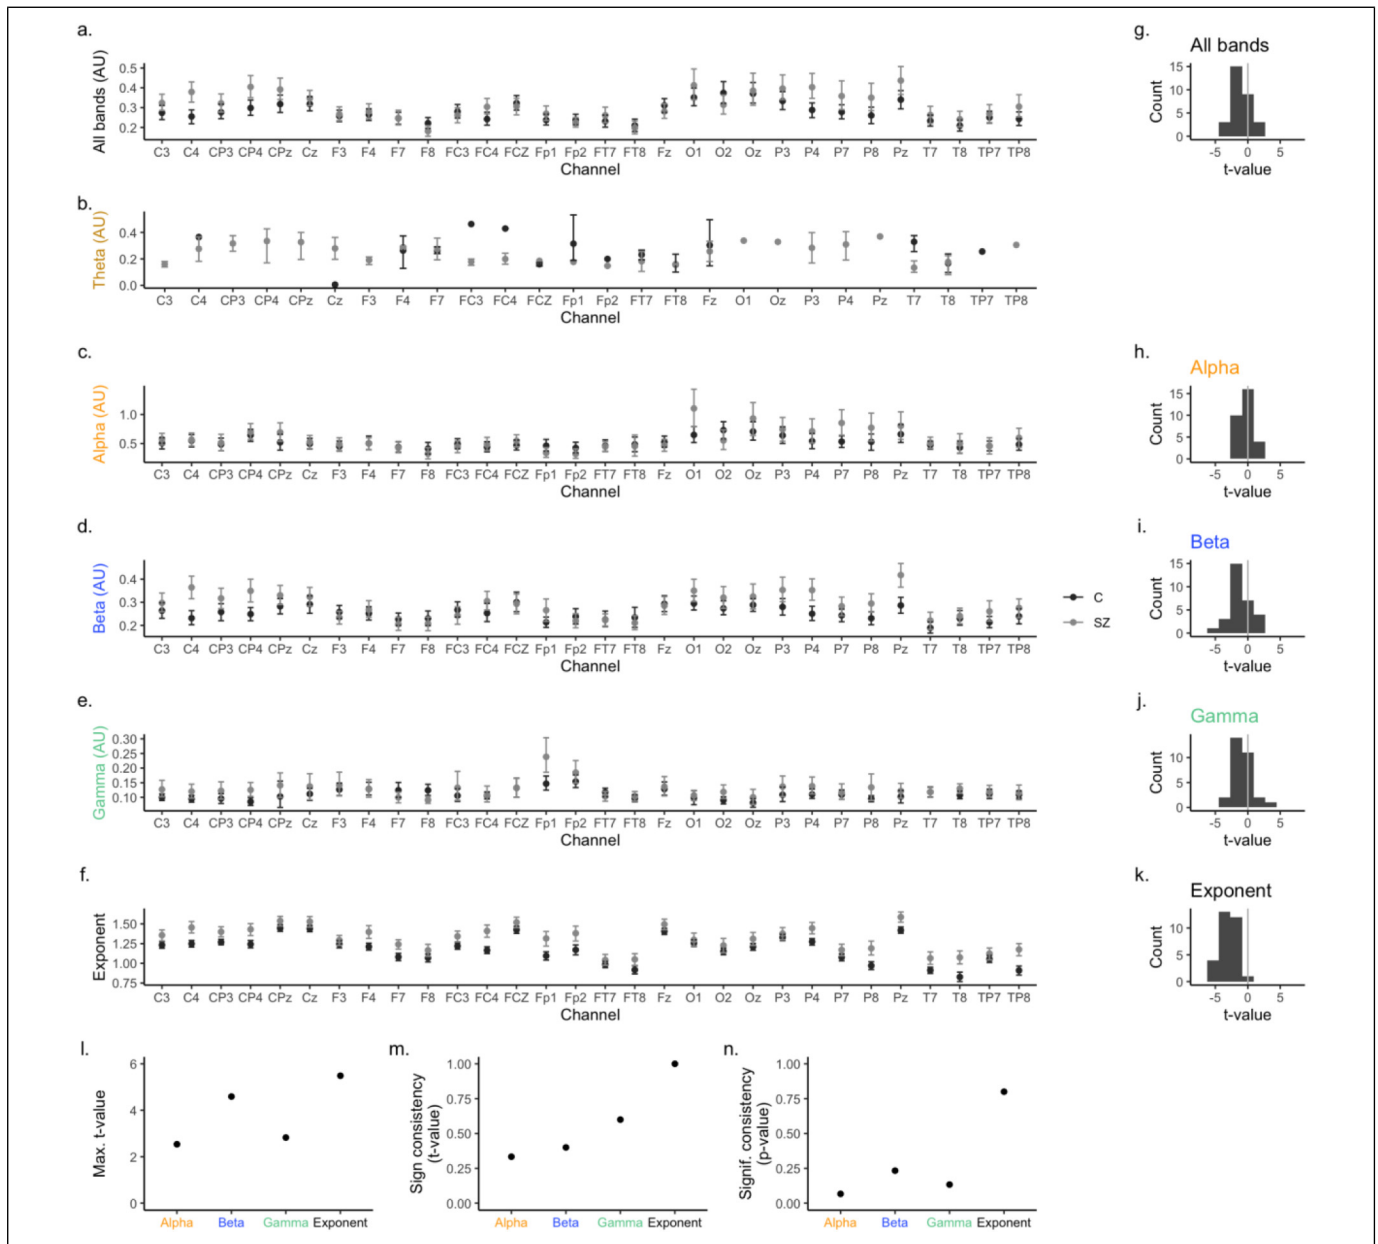 a.
All bands (AU)
0.5
0.4
0.3
0.2
C3 C4 CP3 CP4 CPz Cz F3 F4 F7 F8 FC3 FC4 FCZ Fp1 Fp2 FT7 FT8 Fz O1 O2 Oz P3 P4 P7 P8 Pz T7 T8 TP7 TP8
Channel
g.
All bands
Count
15
10
5
0
-5 0 5
t-value
b.
Theta (AU)
0.4
0.2
0.0
C3 C4 CP3 CP4 CPz Cz F3 F4 F7 FC3 FC4 FCZ Fp1 Fp2 FT7 FT8 Fz O1 Oz P3 P4 Pz T7 T8 TP7 TP8
Channel
c.
Alpha (AU)
1.0
0.5
C3 C4 CP3 CP4 CPz Cz F3 F4 F7 F8 FC3 FC4 FCZ Fp1 Fp2 FT7 FT8 Fz O1 O2 Oz P3 P4 P7 P8 Pz T7 T8 TP7 TP8
Channel
h.
Alpha
Count
15
10
5
0
-5 0 5
t-value
d.
Beta (AU)
0.4
0.3
0.2
C3 C4 CP3 CP4 CPz Cz F3 F4 F7 F8 FC3 FC4 FCZ Fp1 Fp2 FT7 FT8 Fz O1 O2 Oz P3 P4 P7 P8 Pz T7 T8 TP7 TP8
Channel
C
SZ
i.
Beta
Count
15
10
5
0
-5 0 5
t-value
e.
Gamma (AU)
0.30
0.25
0.20
0.15
0.10
C3 C4 CP3 CP4 CPz Cz F3 F4 F7 F8 FC3 FC4 FCZ Fp1 Fp2 FT7 FT8 Fz O1 O2 Oz P3 P4 P7 P8 Pz T7 T8 TP7 TP8
Channel
j.
Gamma
Count
10
5
0
-5 0 5
t-value
f.
Exponent
1.50
1.25
1.00
0.75
C3 C4 CP3 CP4 CPz Cz F3 F4 F7 F8 FC3 FC4 FCZ Fp1 Fp2 FT7 FT8 Fz O1 O2 Oz P3 P4 P7 P8 Pz T7 T8 TP7 TP8
Channel
k.
Exponent
Count
10
5
0
-5 0 5
t-value
l.
Max. t-value
6
4
2
0
Alpha Beta Gamma Exponent
m.
Sign consistency
(t-value)
1.00
0.75
0.50
0.25
0.00
Alpha Beta Gamma Exponent
n.
Signif. consistency
(p-value)
1.00
0.75
0.50
0.25
0.00
Alpha Beta Gamma Exponent